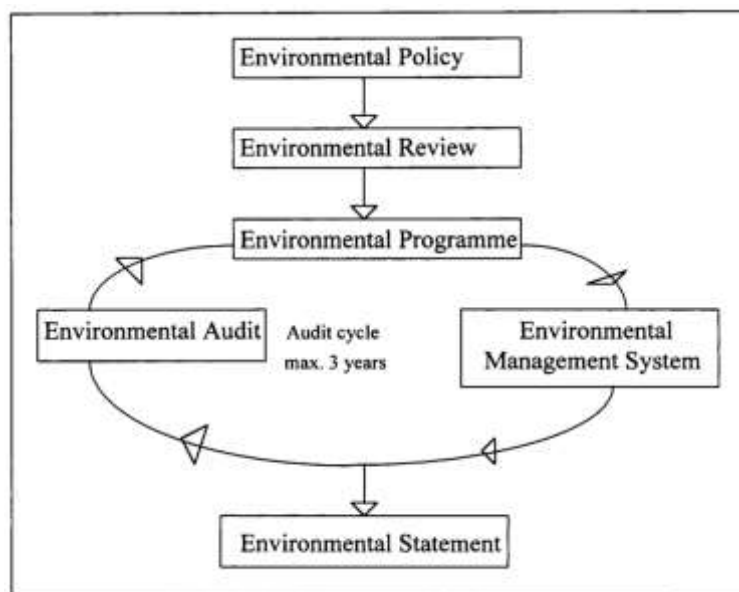 Environmental Policy
Environmental Review
Environmental Programme
Environmental Audit
Audit cycle
max. 3 years
Environmental
Management System
Environmental Statement